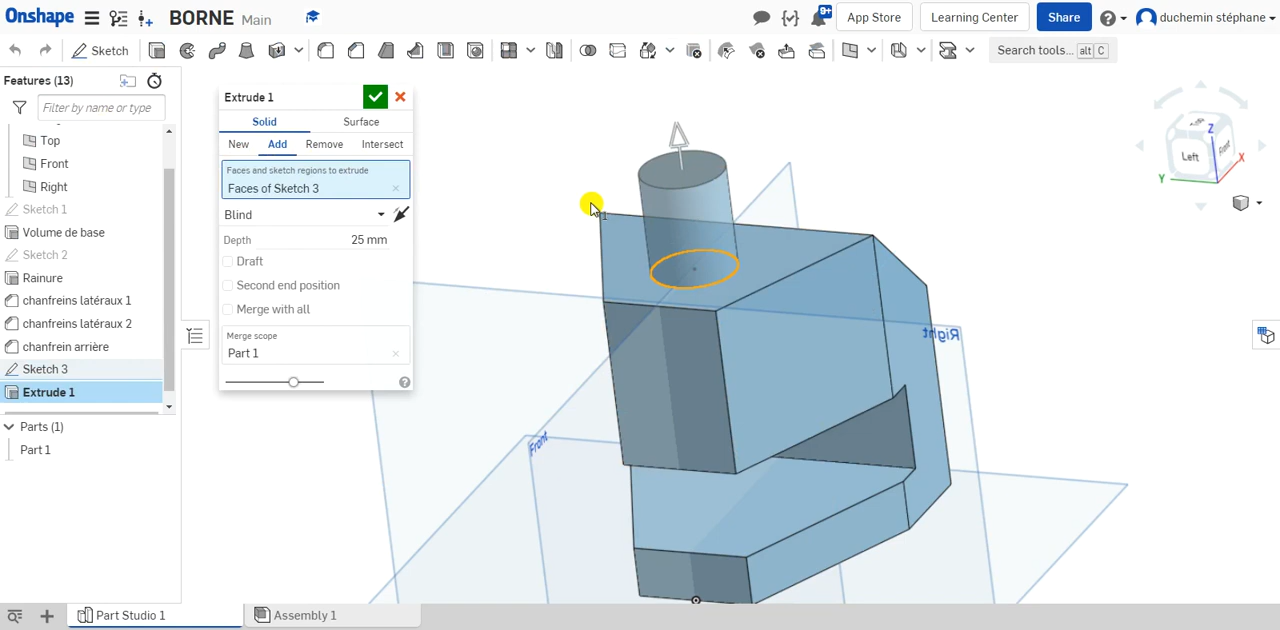 Onshape BORNE Main 9+ App Store Learning Center Share duchemin stéphane
Sketch Search tools... alt C
Features (13)
Filter by name or type
Top
Front
Right
Sketch 1
Volume de base
Sketch 2
Rainure
chanfreins latéraux 1
chanfreins latéraux 2
chanfrein arrière
Sketch 3
Extrude 1
Parts (1)
Part 1
Extrude 1
Solid Surface
New Add Remove Intersect
Faces and sketch regions to extrude
Faces of Sketch 3
Blind
Depth 25 mm
Draft
Second end position
Merge with all
Merge scope
Part 1
1
Right
Front
Z
Left Front
X
Y
Part Studio 1 Assembly 1